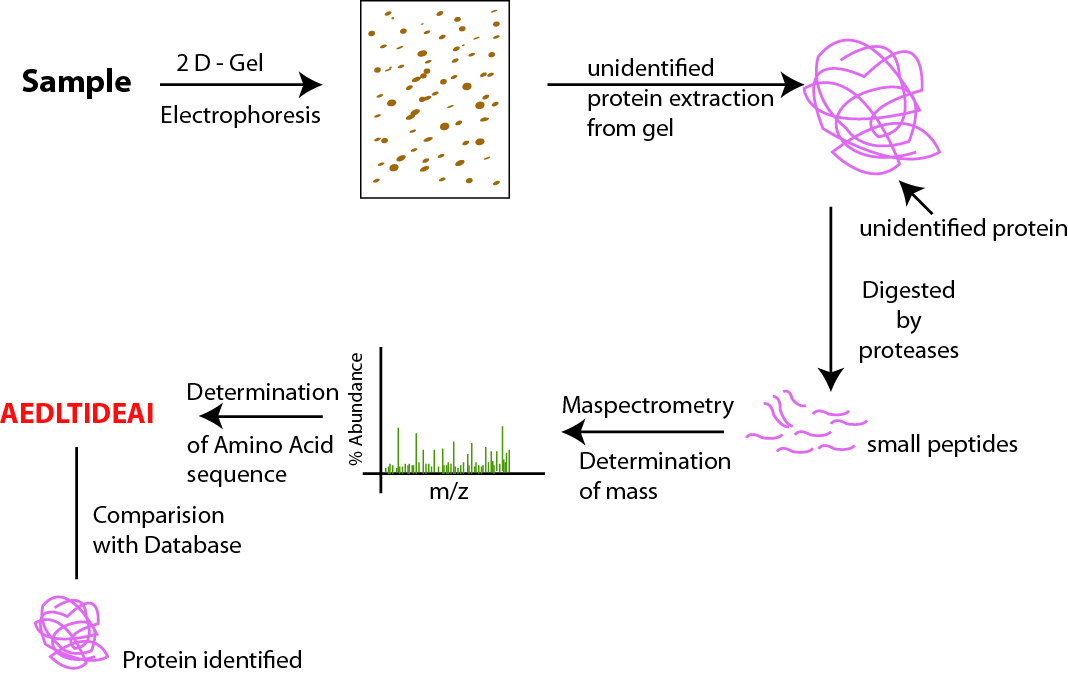 Sample
2 D - Gel
Electrophoresis
unidentified
protein extraction
from gel
unidentified protein
Digested
by
proteases
small peptides
Maspectrometry
Determination
of mass
% Abundance
m/z
Determination
of Amino Acid
sequence
AEDLTIDEAI
Comparision
with Database
Protein identified